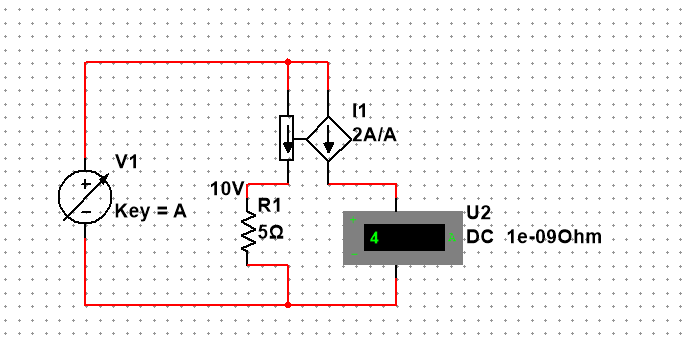 I1
2A/A
V1
+
−
Key = A
10V
R1
5Ω
U2
+
4
A
−
DC 1e-09Ohm